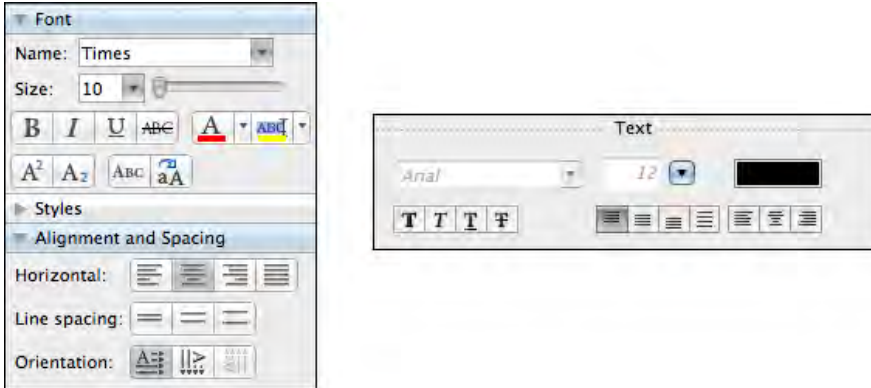 Font
Name: Times
Size: 10
B I U ABC A ABC
A² A₂ ABC aA
Styles
Alignment and Spacing
Horizontal:
Line spacing:
Orientation: A
Text
Arial 12
T T T T